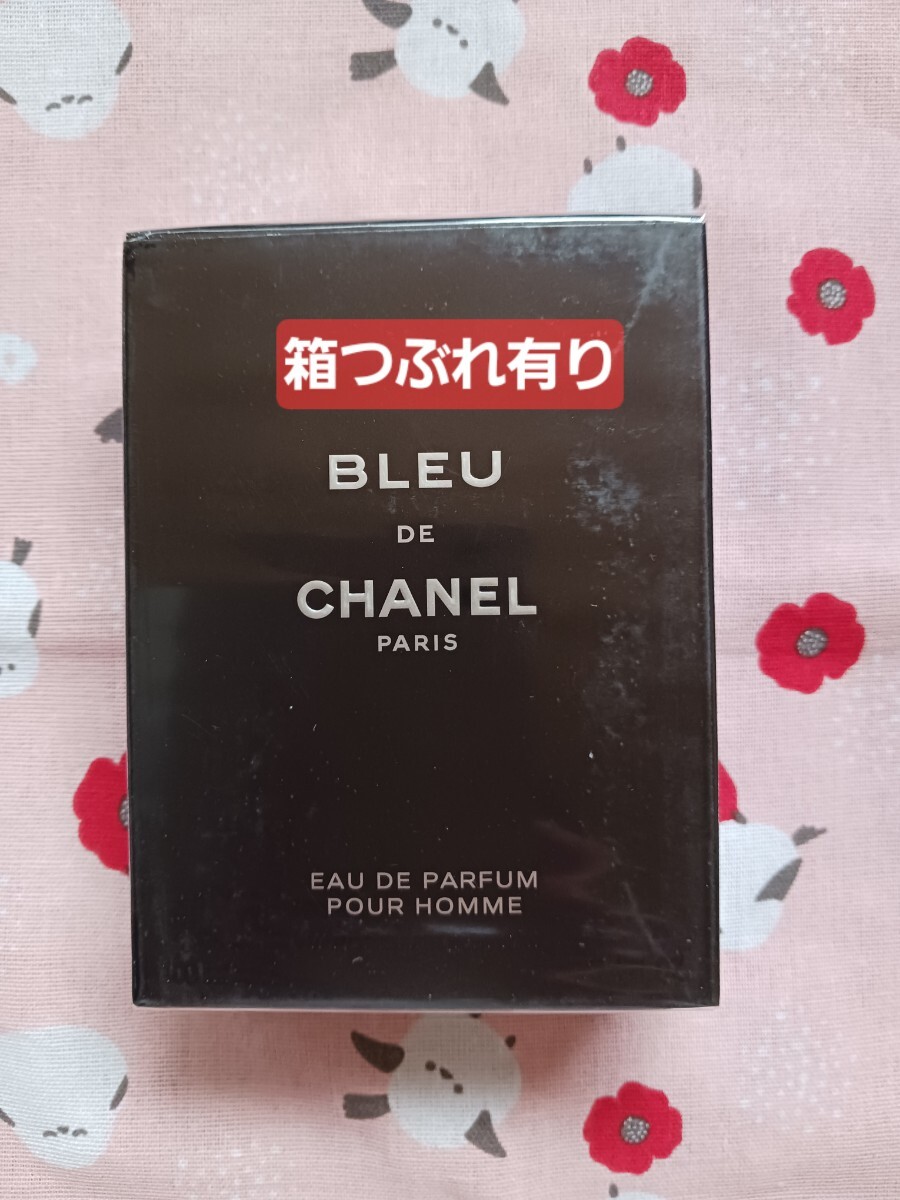 箱つぶれ有り
BLEU
DE
CHANEL
PARIS
EAU DE PARFUM
POUR HOMME